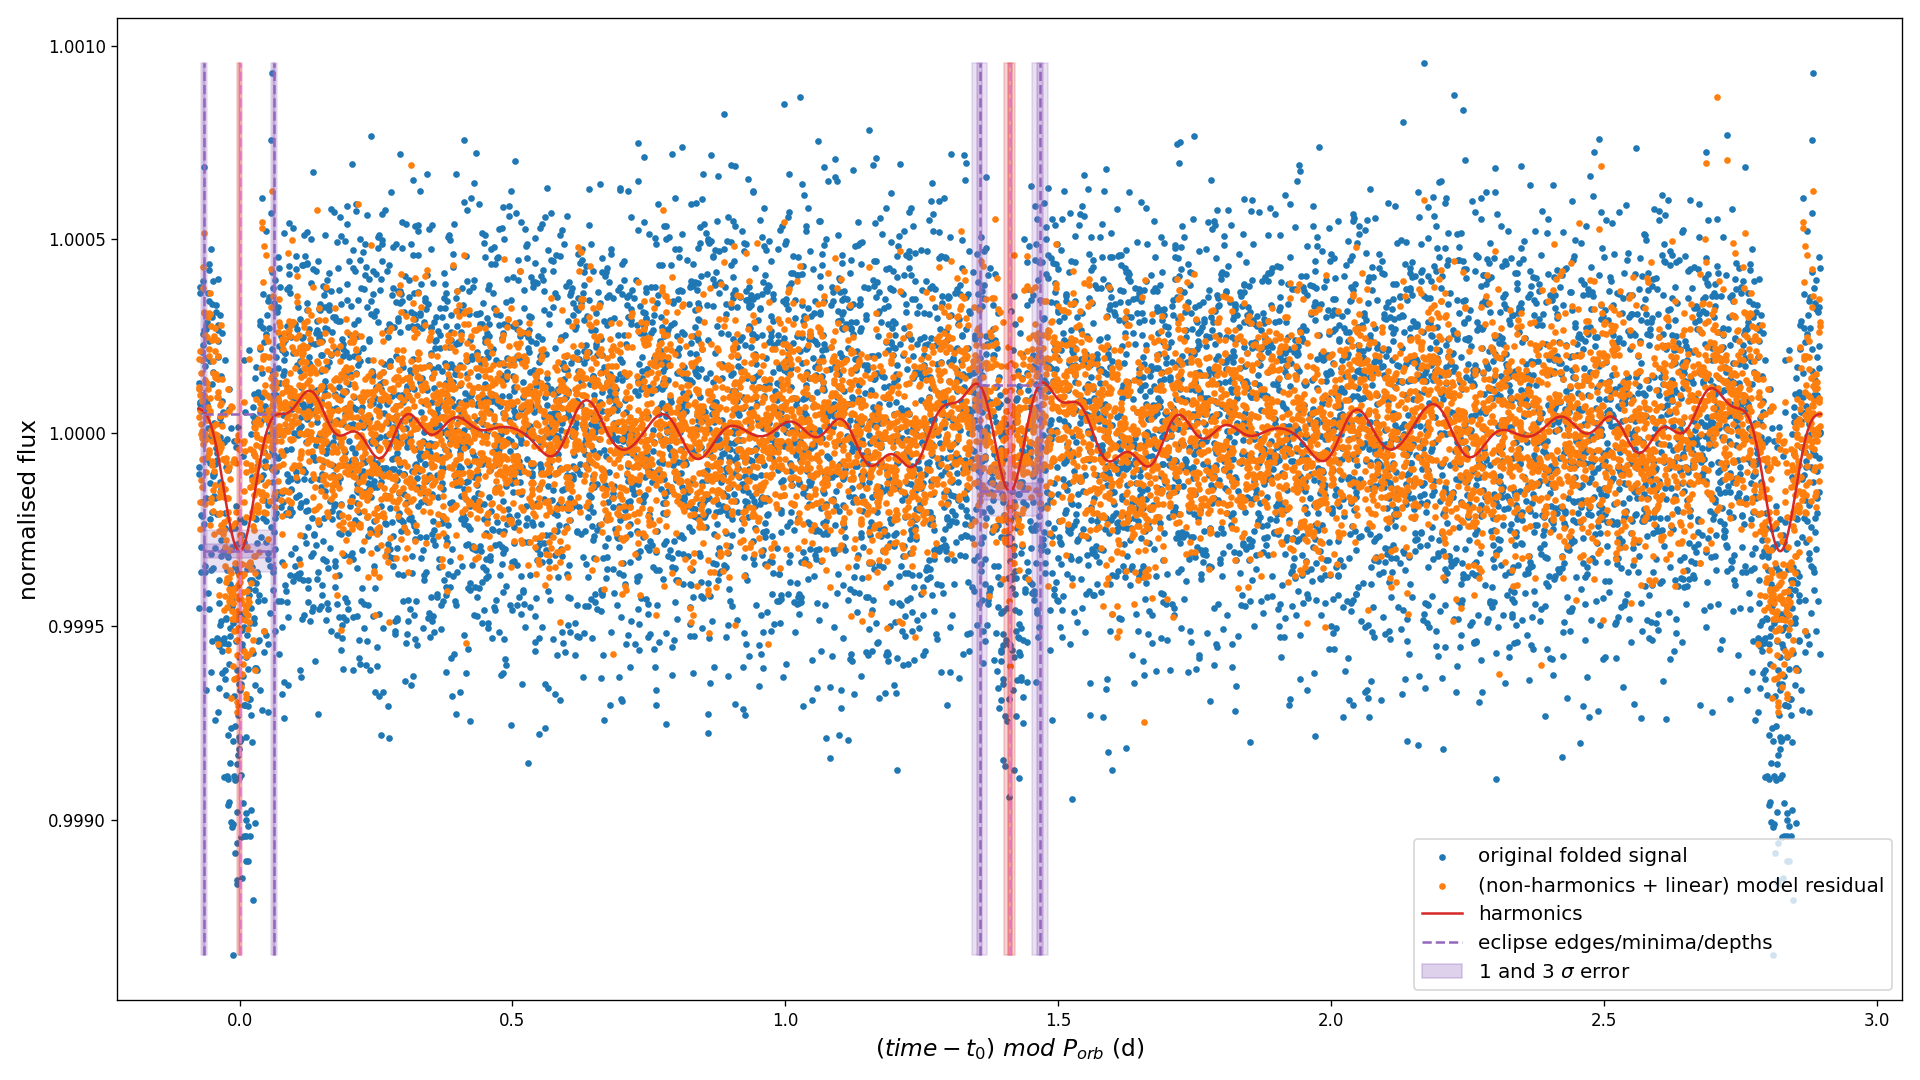 1.0010
1.0005
1.0000
0.9995
0.9990
normalised flux
0.0 0.5 1.0 1.5 2.0 2.5 3.0
(time − t₀) mod Pₒᵣb (d)
original folded signal
(non-harmonics + linear) model residual
harmonics
eclipse edges/minima/depths
1 and 3 σ error